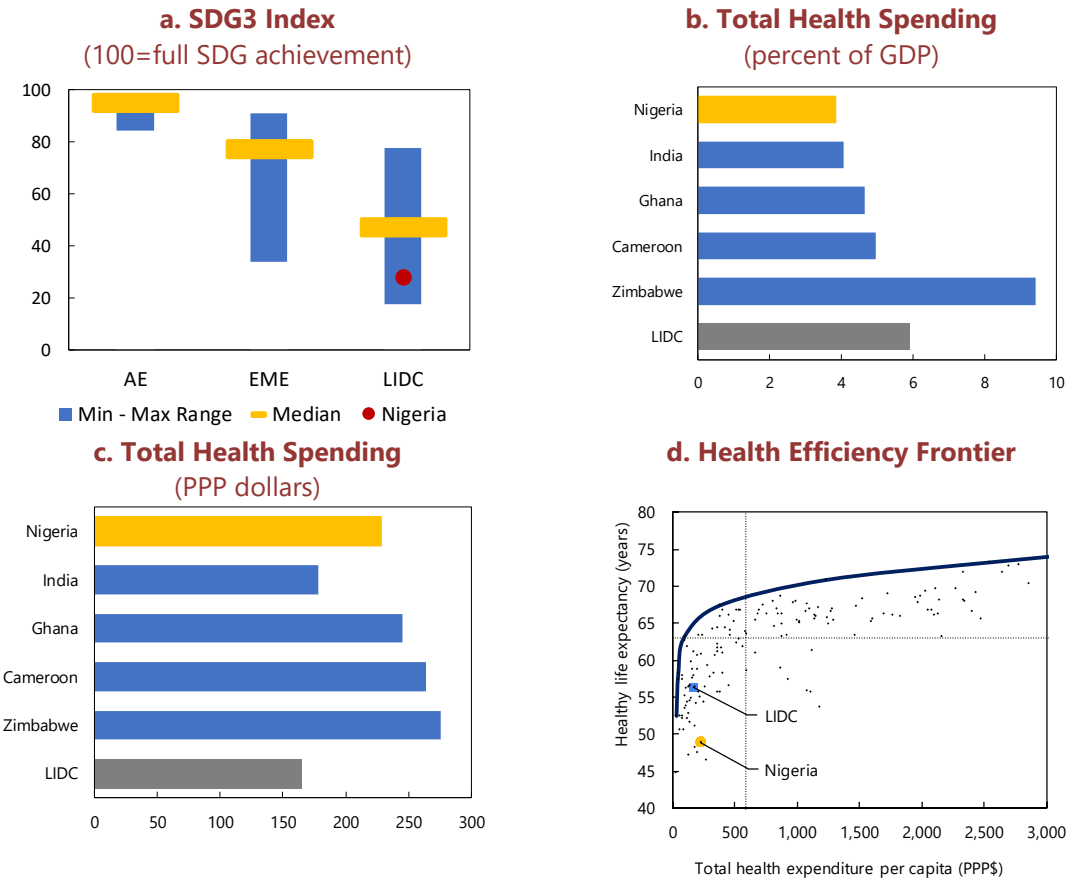 a. SDG3 Index
(100=full SDG achievement)
100
80
60
40
20
0
AE EME LIDC
Min - Max Range Median Nigeria
b. Total Health Spending
(percent of GDP)
Nigeria
India
Ghana
Cameroon
Zimbabwe
LIDC
0 2 4 6 8 10
c. Total Health Spending
(PPP dollars)
Nigeria
India
Ghana
Cameroon
Zimbabwe
LIDC
0 50 100 150 200 250 300
d. Health Efficiency Frontier
Healthy life expectancy (years)
80
75
70
65
60
55
50
45
40
LIDC
Nigeria
0 500 1,000 1,500 2,000 2,500 3,000
Total health expenditure per capita (PPP$)